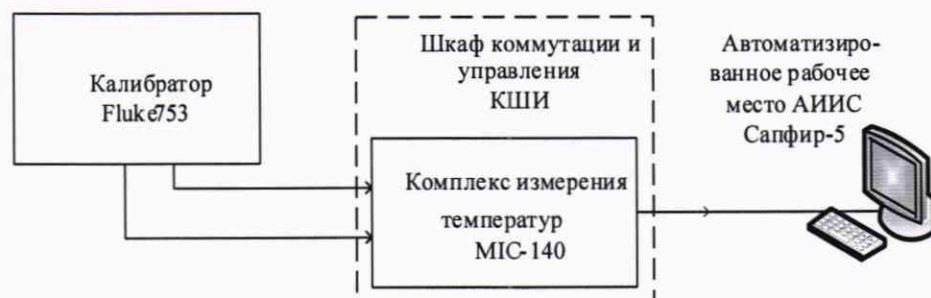 Калибратор
Fluke753
Шкаф коммутации и
управления
КШИ
Комплекс измерения
температур
MIC-140
Автоматизиро-
ванное рабочее
место АИИС
Сапфир-5